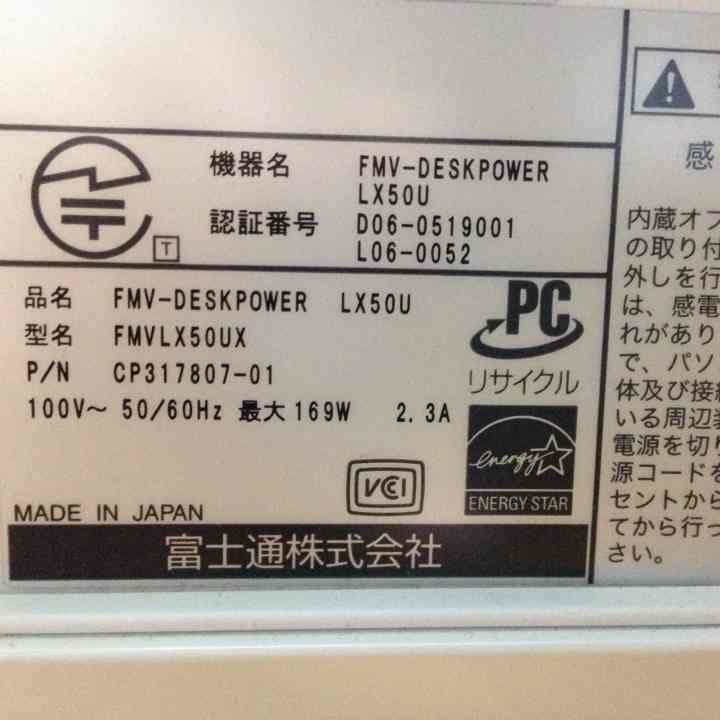 機器名 FMV-DESKPOWER
LX50U
認証番号 D06-0519001
L06-0052
T
品名 FMV-DESKPOWER LX50U
型名 FMVLX50UX
P/N CP317807-01
100V～ 50/60Hz 最大169W 2.3A
PC
リサイクル
energy
ENERGY STAR
VCCI
MADE IN JAPAN
富士通株式会社
感
内蔵オプ
の取り付
外しを行
は、感電
れがあり
で、パソ
体及び接続
いる周辺装
電源を切り
源コードを
セントから
てから行っ
さい。